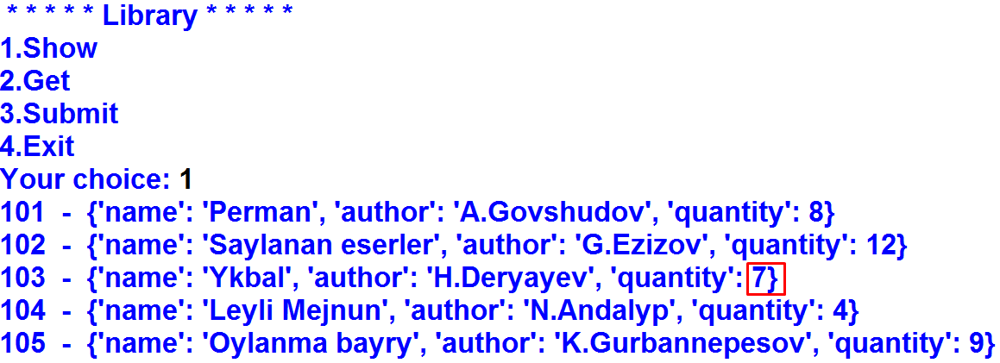 * * * * * Library * * * * *
1.Show
2.Get
3.Submit
4.Exit
Your choice: 1
101  -  {'name': 'Perman', 'author': 'A.Govshudov', 'quantity': 8}
102  -  {'name': 'Saylanan eserler', 'author': 'G.Ezizov', 'quantity': 12}
103  -  {'name': 'Ykbal', 'author': 'H.Deryayev', 'quantity': 7}
104  -  {'name': 'Leyli Mejnun', 'author': 'N.Andalyp', 'quantity': 4}
105  -  {'name': 'Oylanma bayry', 'author': 'K.Gurbannepesov', 'quantity': 9}